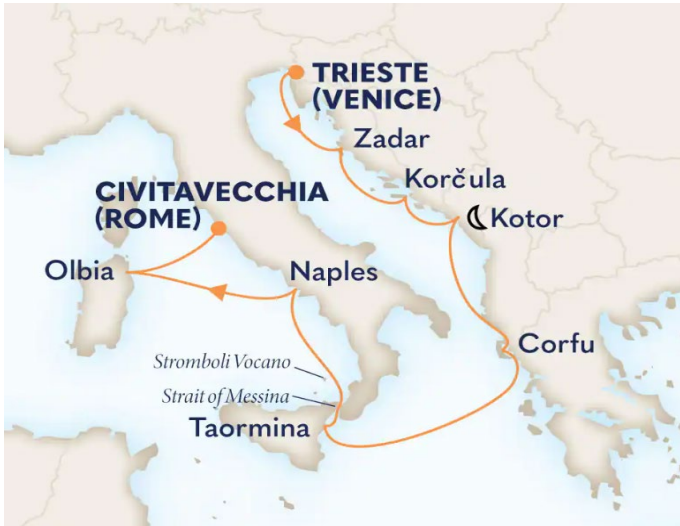 TRIESTE
(VENICE)
Zadar
Korčula
Kotor
CIVITAVECCHIA
(ROME)
Olbia
Naples
Corfu
Stromboli Vocano
Strait of Messina
Taormina